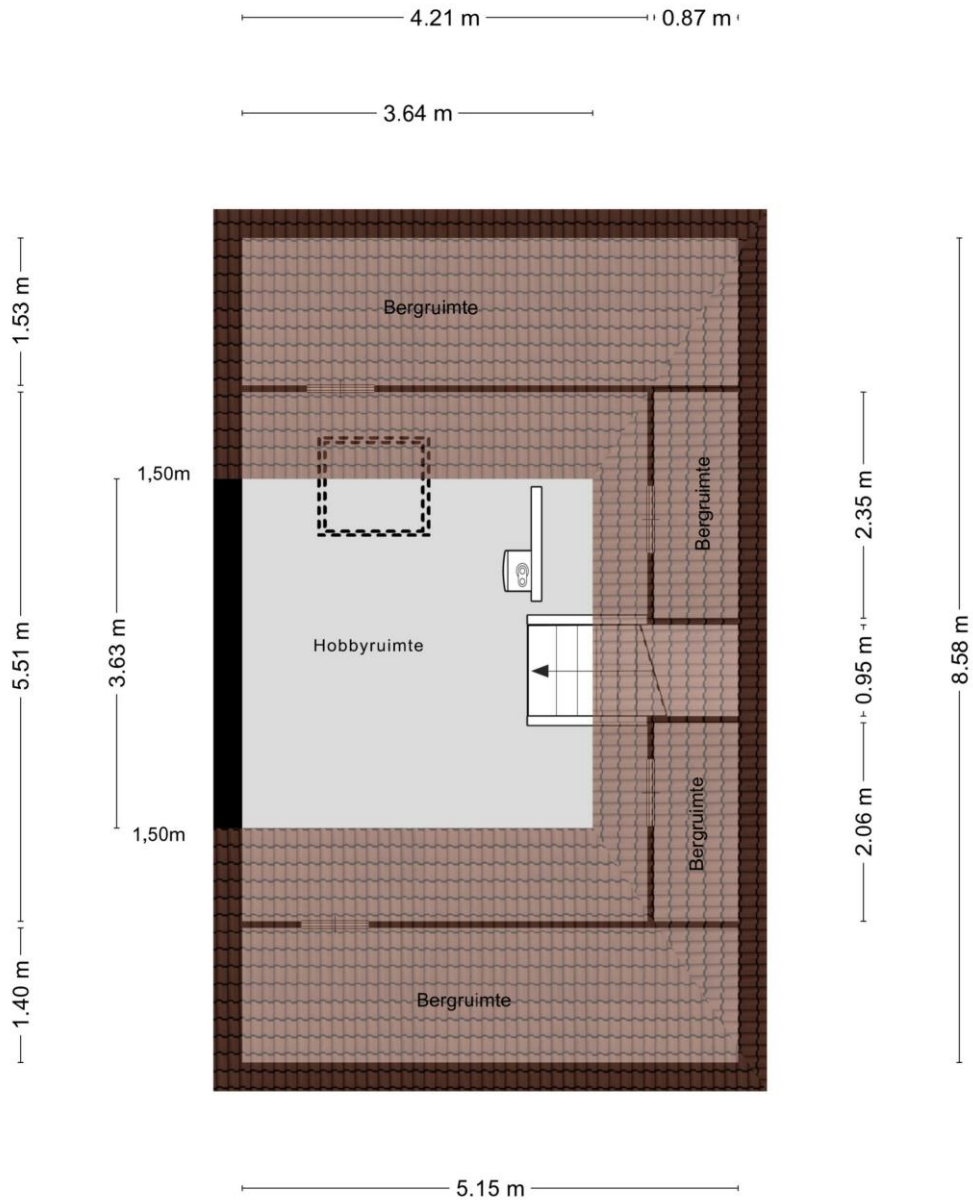 4.21 m
0.87 m
3.64 m
1.53 m
Bergruimte
1,50m
Bergruimte
2.35 m
5.51 m
3.63 m
Hobbyruimte
0.95 m
8.58 m
1,50m
Bergruimte
2.06 m
1.40 m
Bergruimte
5.15 m